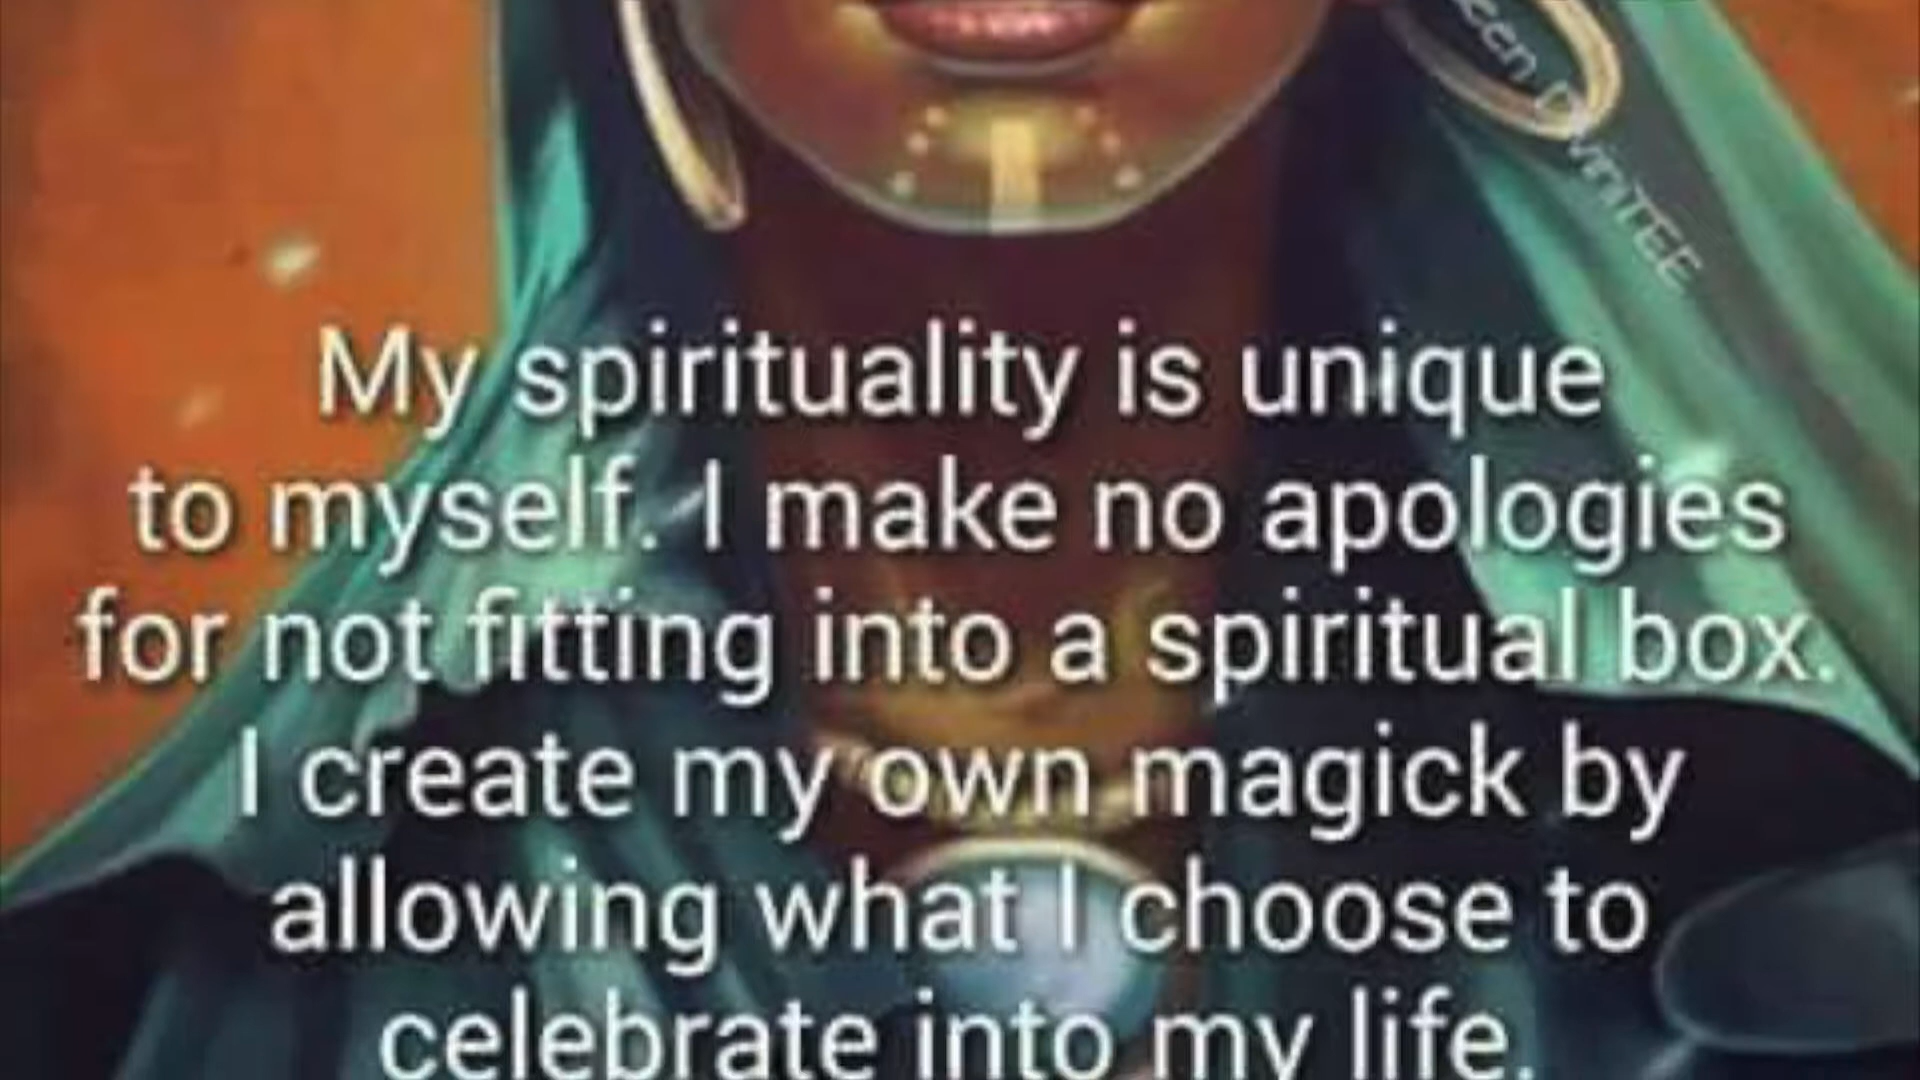 DivinTEE
My spirituality is unique
to myself. I make no apologies
for not fitting into a spiritual box.
I create my own magick by
allowing what I choose to
celebrate into my life.